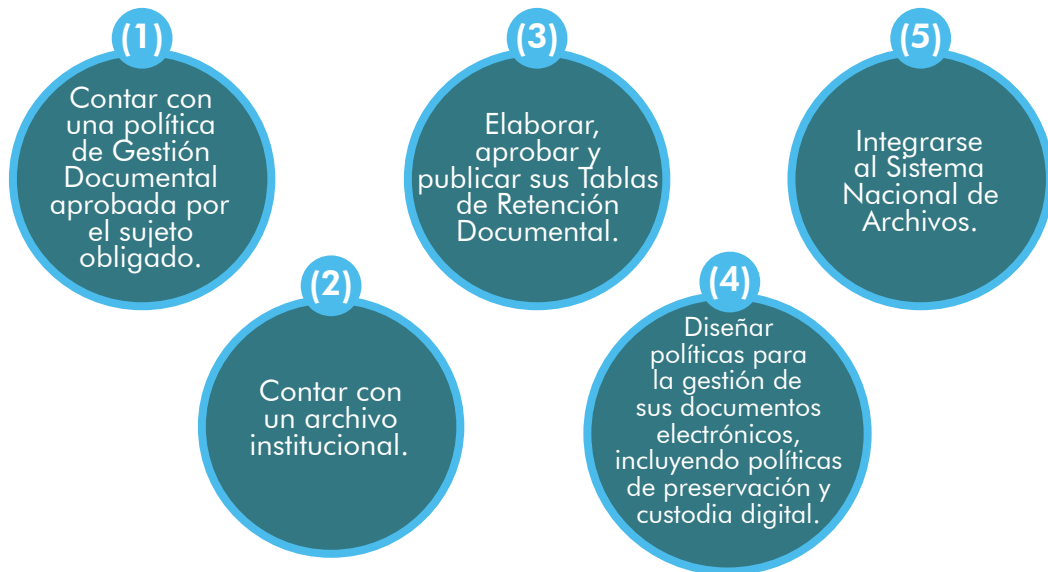 (1)
Contar con
una política
de Gestión
Documental
aprobada por
el sujeto
obligado.
(2)
Contar con
un archivo
institucional.
(3)
Elaborar,
aprobar y
publicar sus Tablas
de Retención
Documental.
(4)
Diseñar
políticas para
la gestión de
sus documentos
electrónicos,
incluyendo políticas
de preservación y
custodia digital.
(5)
Integrarse
al Sistema
Nacional de
Archivos.